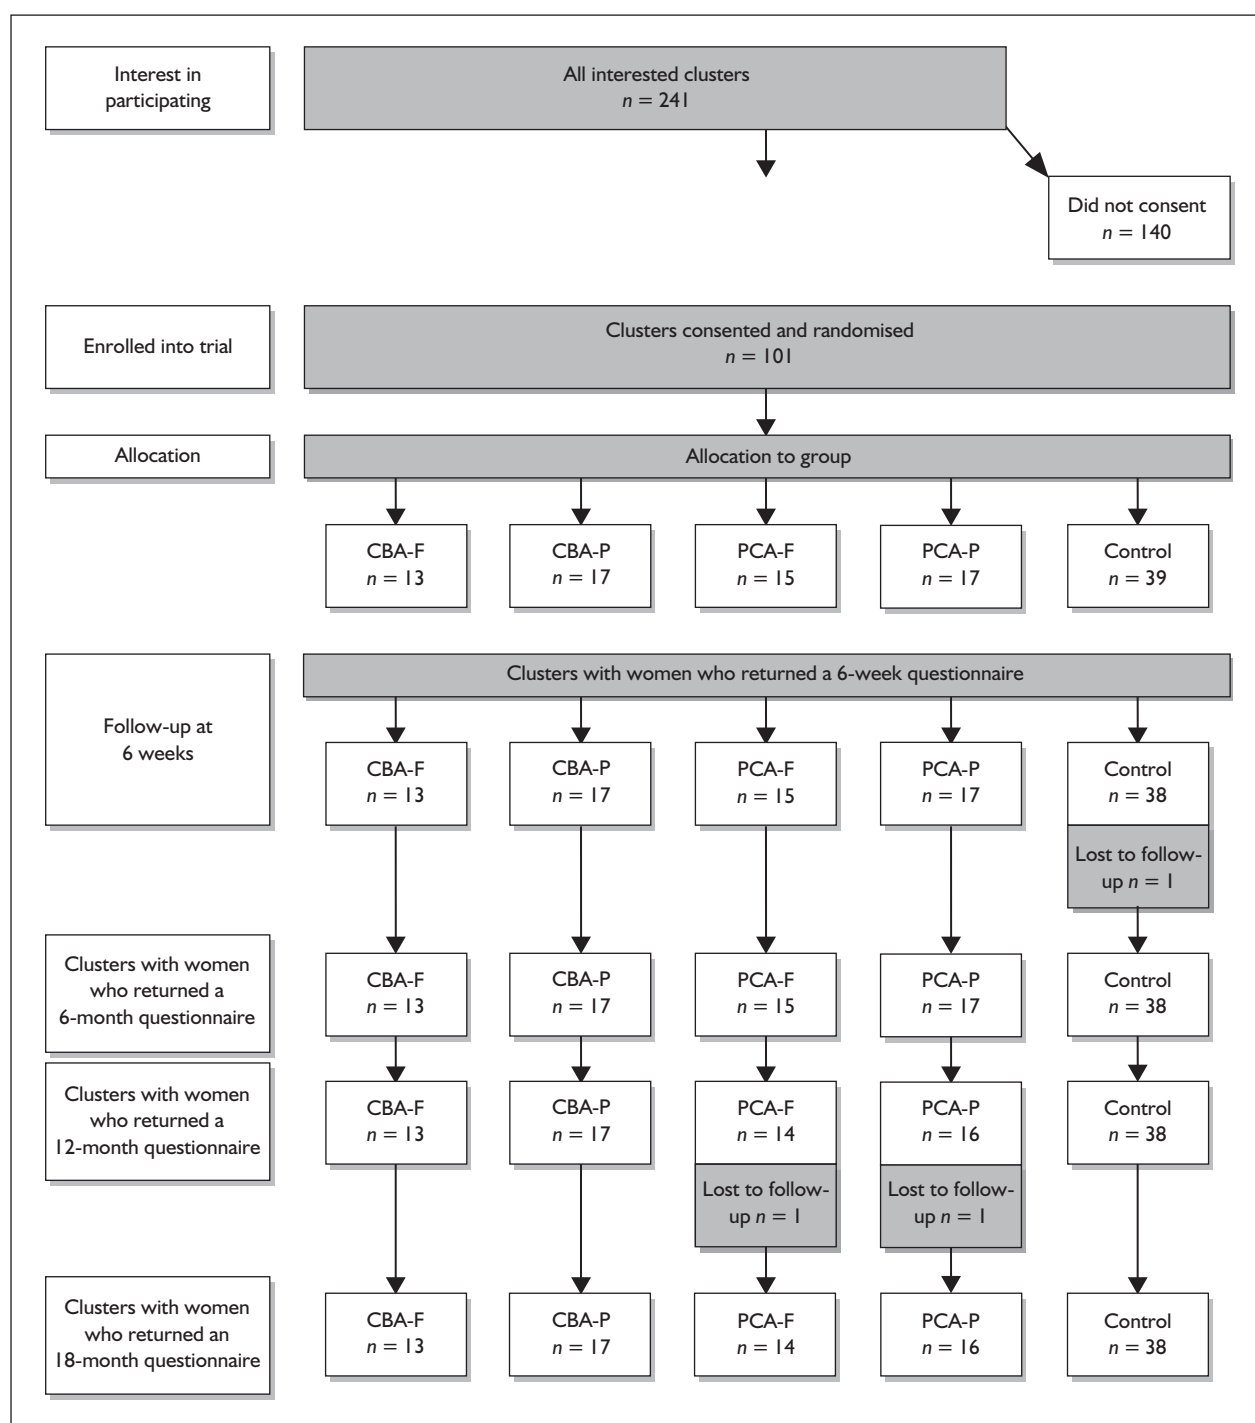 Interest in
participating
All interested clusters
n = 241
Did not consent
n = 140
Enrolled into trial
Clusters consented and randomised
n = 101
Allocation
Allocation to group
CBA-F
n = 13
CBA-P
n = 17
PCA-F
n = 15
PCA-P
n = 17
Control
n = 39
Follow-up at
6 weeks
Clusters with women who returned a 6-week questionnaire
CBA-F
n = 13
CBA-P
n = 17
PCA-F
n = 15
PCA-P
n = 17
Control
n = 38
Lost to follow-
up n = 1
Clusters with women
who returned a
6-month questionnaire
CBA-F
n = 13
CBA-P
n = 17
PCA-F
n = 15
PCA-P
n = 17
Control
n = 38
Clusters with women
who returned a
12-month questionnaire
CBA-F
n = 13
CBA-P
n = 17
PCA-F
n = 14
Lost to follow-
up n = 1
PCA-P
n = 16
Lost to follow-
up n = 1
Control
n = 38
Clusters with women
who returned an
18-month questionnaire
CBA-F
n = 13
CBA-P
n = 17
PCA-F
n = 14
PCA-P
n = 16
Control
n = 38